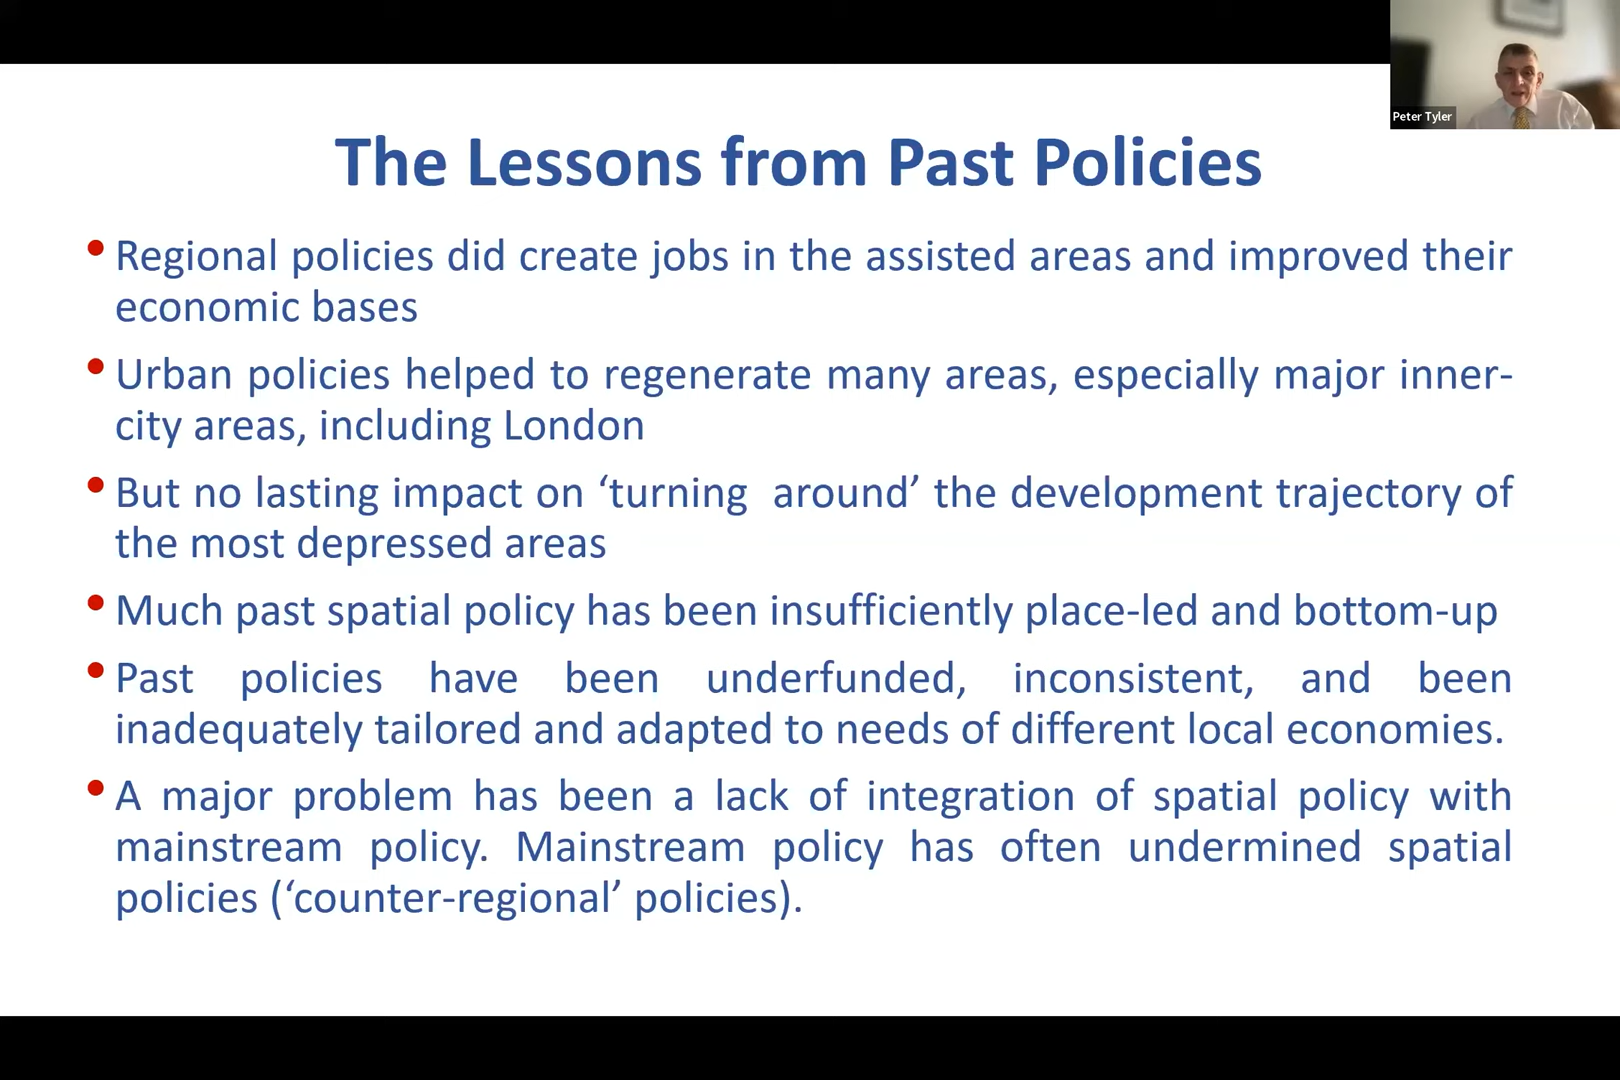 Peter Tyler
The Lessons from Past Policies
• Regional policies did create jobs in the assisted areas and improved their
economic bases
• Urban policies helped to regenerate many areas, especially major inner-
city areas, including London
• But no lasting impact on ‘turning  around’ the development trajectory of
the most depressed areas
• Much past spatial policy has been insufficiently place-led and bottom-up
• Past policies have been underfunded, inconsistent, and been
inadequately tailored and adapted to needs of different local economies.
• A major problem has been a lack of integration of spatial policy with
mainstream policy. Mainstream policy has often undermined spatial
policies (‘counter-regional’ policies).